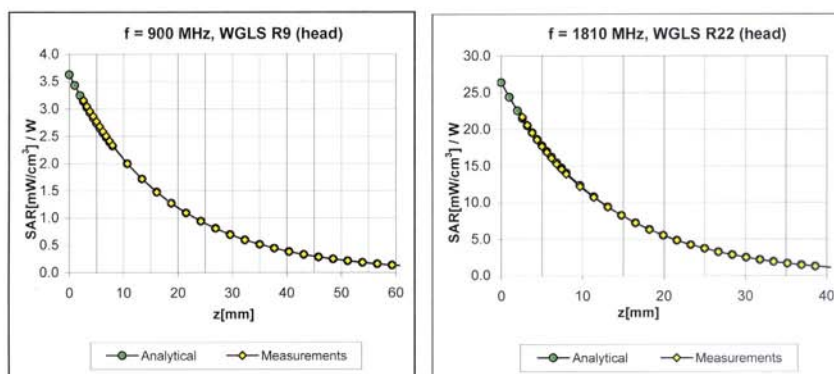 f = 900 MHz, WGLS R9 (head)
SAR[mW/cm³] / W
4.0
3.5
3.0
2.5
2.0
1.5
1.0
0.5
0.0
0 10 20 30 40 50 60
z[mm]
Analytical Measurements
f = 1810 MHz, WGLS R22 (head)
SAR[mW/cm³] / W
30.0
25.0
20.0
15.0
10.0
5.0
0.0
0 10 20 30 40
z[mm]
Analytical Measurements